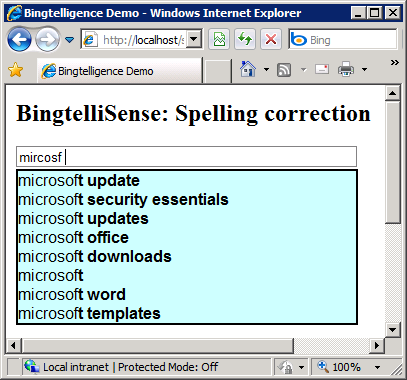 Bingtelligence Demo - Windows Internet Explorer
http://localhost/s
Bing
Bingtelligence Demo
BingtelliSense: Spelling correction
mircosf
microsoft update
microsoft security essentials
microsoft updates
microsoft office
microsoft downloads
microsoft
microsoft word
microsoft templates
Local intranet | Protected Mode: Off
100%